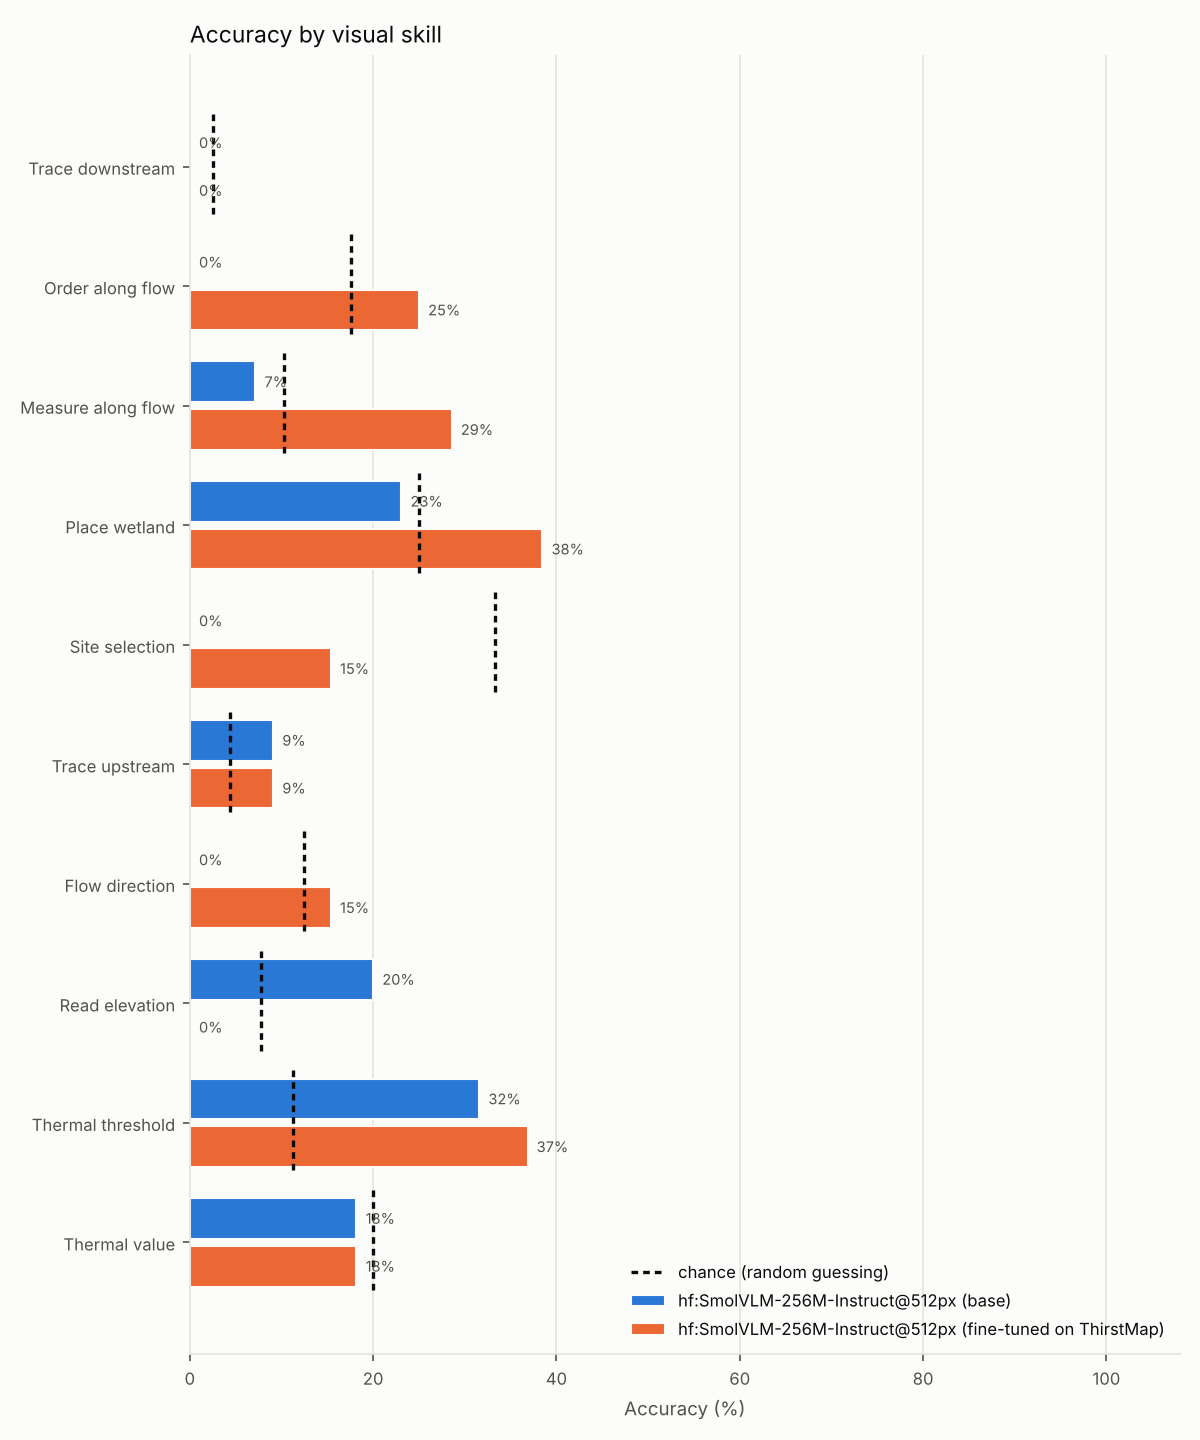 Accuracy by visual skill
Trace downstream
0%
0%
Order along flow
0%
25%
Measure along flow
7%
29%
Place wetland
23%
38%
Site selection
0%
15%
Trace upstream
9%
9%
Flow direction
0%
15%
Read elevation
20%
0%
Thermal threshold
32%
37%
Thermal value
18%
18%
chance (random guessing)
hf:SmolVLM-256M-Instruct@512px (base)
hf:SmolVLM-256M-Instruct@512px (fine-tuned on ThirstMap)
0 20 40 60 80 100
Accuracy (%)